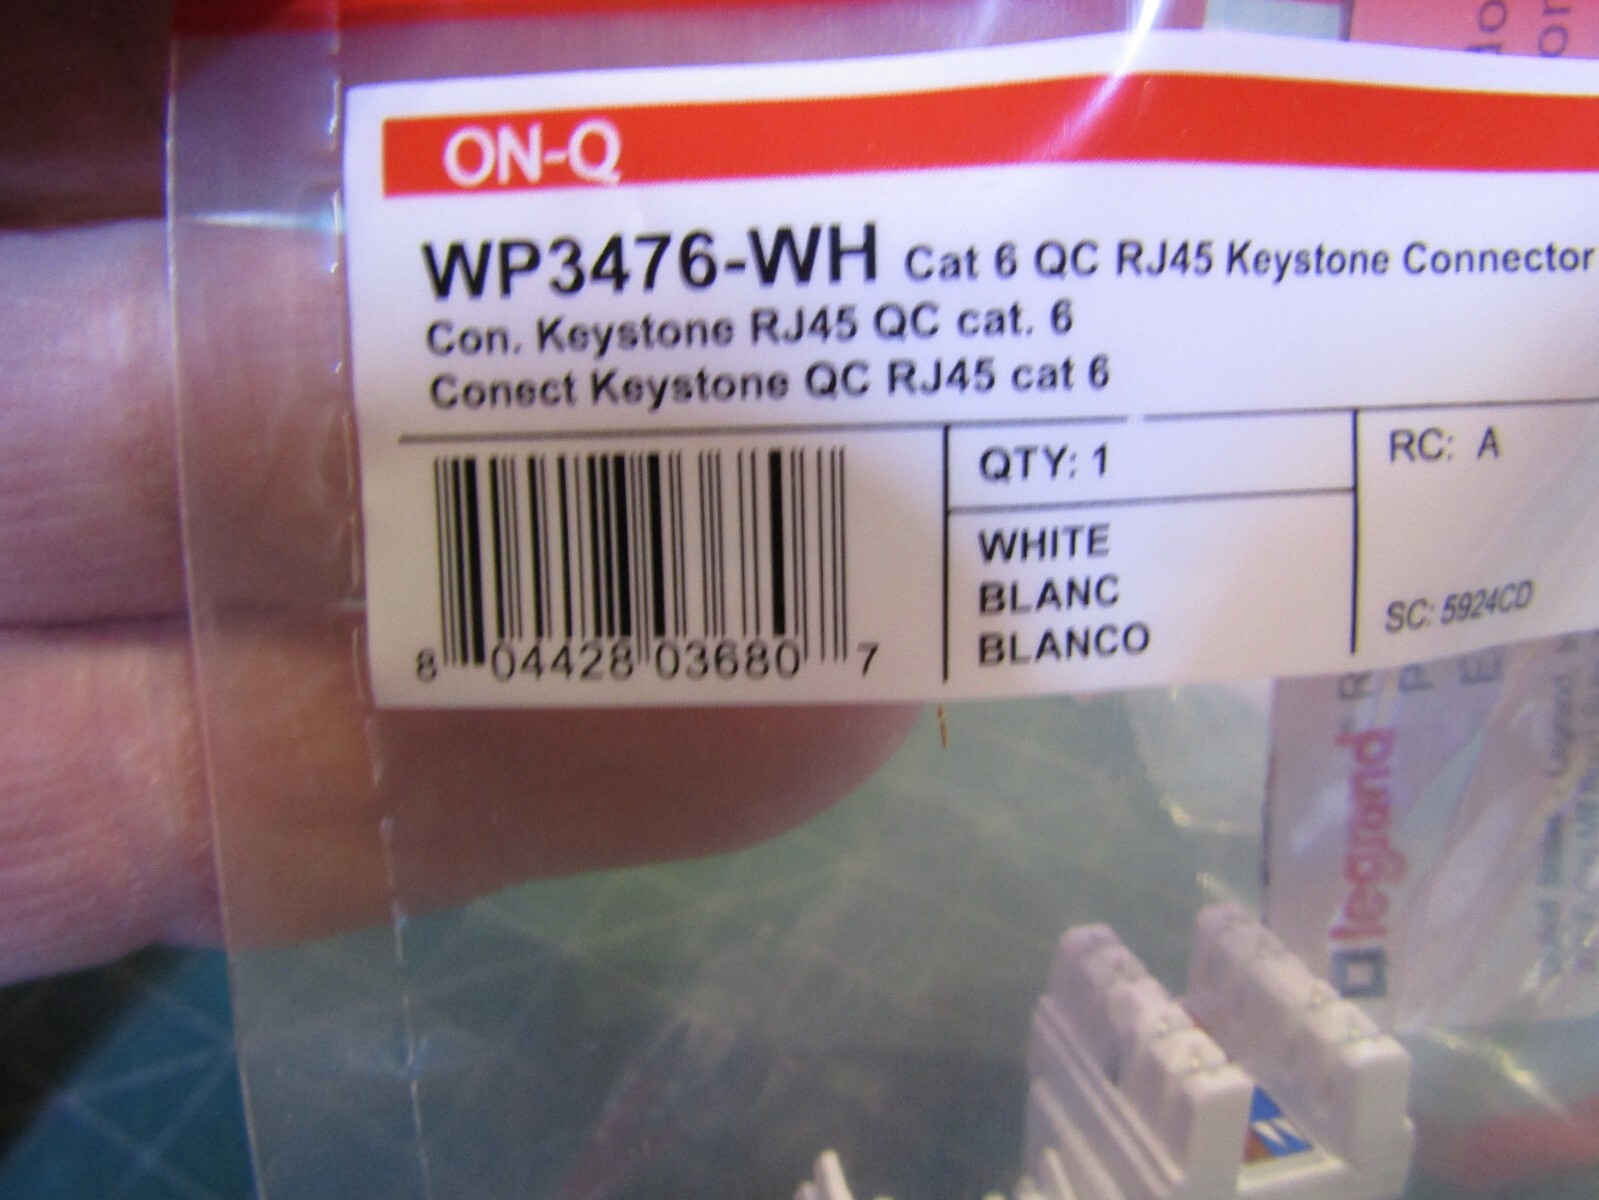 ON-Q
WP3476-WH Cat 6 QC RJ45 Keystone Connector
Con. Keystone RJ45 QC cat. 6
Conect Keystone QC RJ45 cat 6
8 04428 03680 7
QTY: 1
WHITE
BLANC
BLANCO
RC: A
SC: 5924CD
legrand